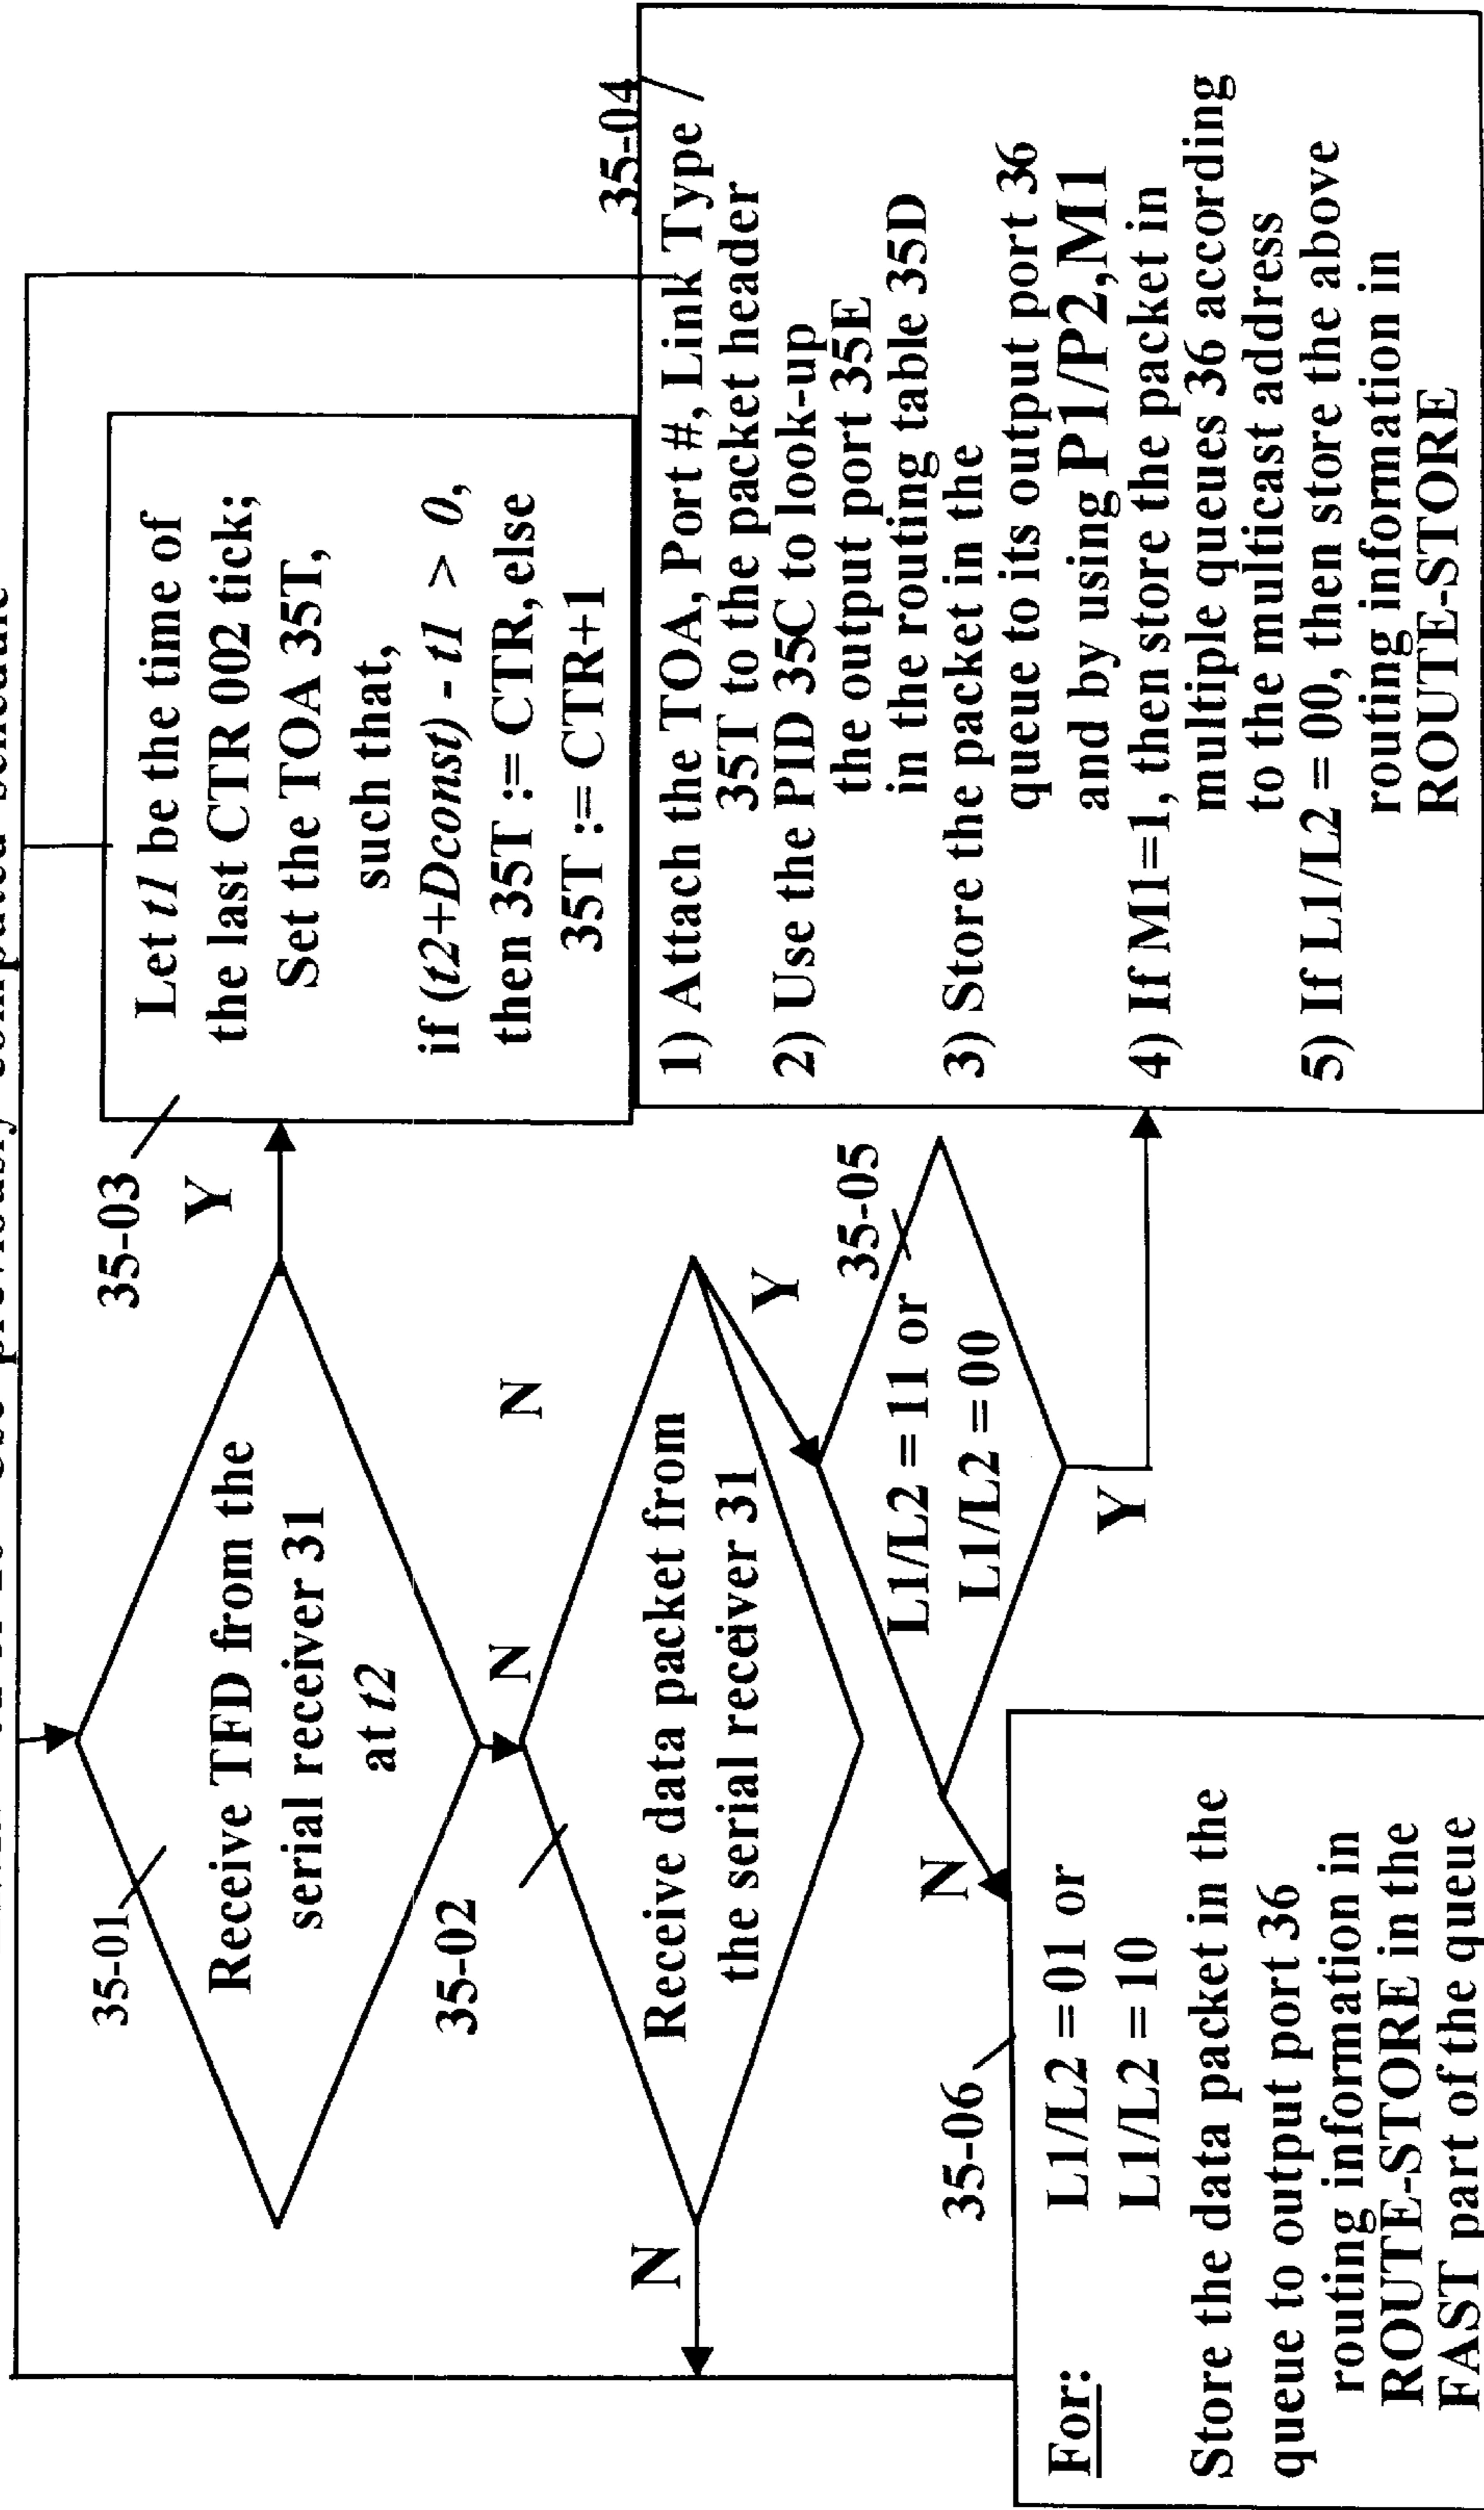 35-01
Receive TFD from the
serial receiver 31
at t2
35-03
Y
Let t1 be the time of
the last CTR 002 tick;
Set the TOA 35T,
such that,
if (t2+Dconst) - t1 > 0,
then 35T := CTR, else
35T := CTR+1
N
N
35-02
Receive data packet from
the serial receiver 31
N
Y
35-05
L1/L2 = 11 or
L1/L2 = 00
N
Y
35-04
1) Attach the TOA, Port #, Link Type
35T to the packet header
2) Use the PID 35C to look-up
the output port 35E
in the routing table 35D
3) Store the packet in the
queue to its output port 36
and by using P1/P2,M1
4) If M1=1, then store the packet in
multiple queues 36 according
to the multicast address
5) If L1/L2 = 00, then store the above
routing information in
ROUTE-STORE
35-06
For:
L1/L2 = 01 or
L1/L2 = 10
Store the data packet in the
queue to output port 36
routing information in
ROUTE-STORE in the
FAST part of the queue